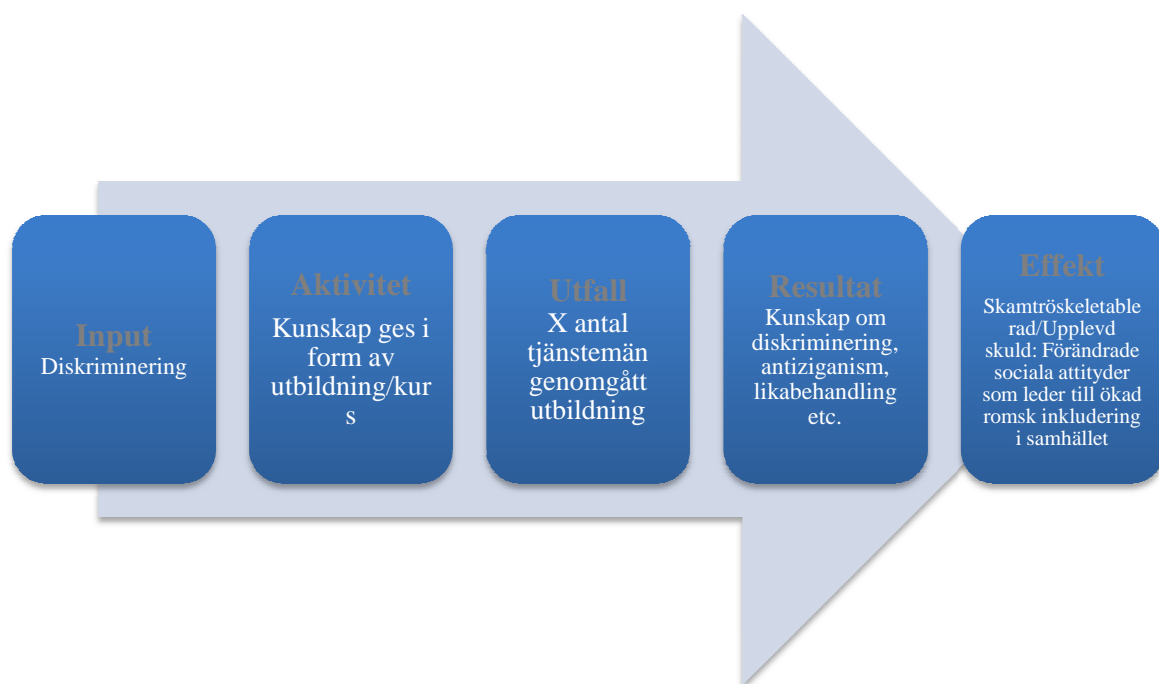 Input
Diskriminering
Aktivitet
Kunskap ges i
form av
utbildning/kur
s
Utfall
X antal
tjänstemän
genomgått
utbildning
Resultat
Kunskap om
diskriminering,
antiziganism,
likabehandling
etc.
Effekt
Skamtröskeletable
rad/Upplevd
skuld: Förändrade
sociala attityder
som leder till ökad
romsk inkludering
i samhället